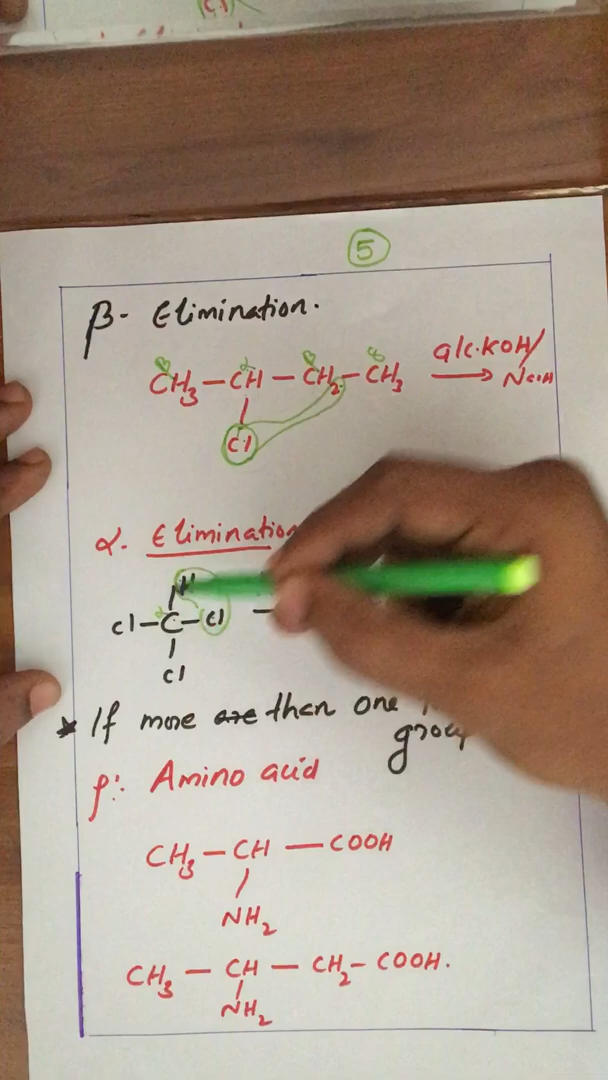 (Cl)
5
β- Elimination.
β α β γ
CH3 — CH — CH2 — CH3 alc.KOH/
NaOH
Cl
α. Elimination
H
α
Cl — C — Cl
Cl
* If more are than one
group
Amino acid
CH3 — CH — COOH
NH2
CH3 — CH — CH2 — COOH.
NH2